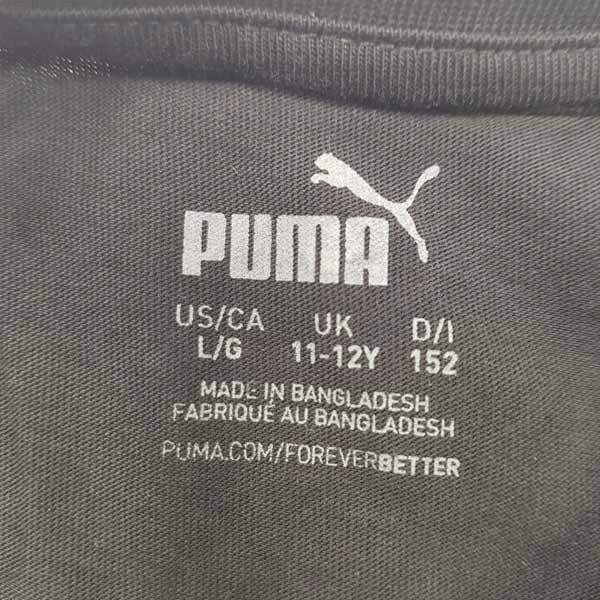 PUMA
US/CA UK D/I
L/G 11-12Y 152
MADE IN BANGLADESH
FABRIQUÉ AU BANGLADESH
PUMA.COM/FOREVERBETTER